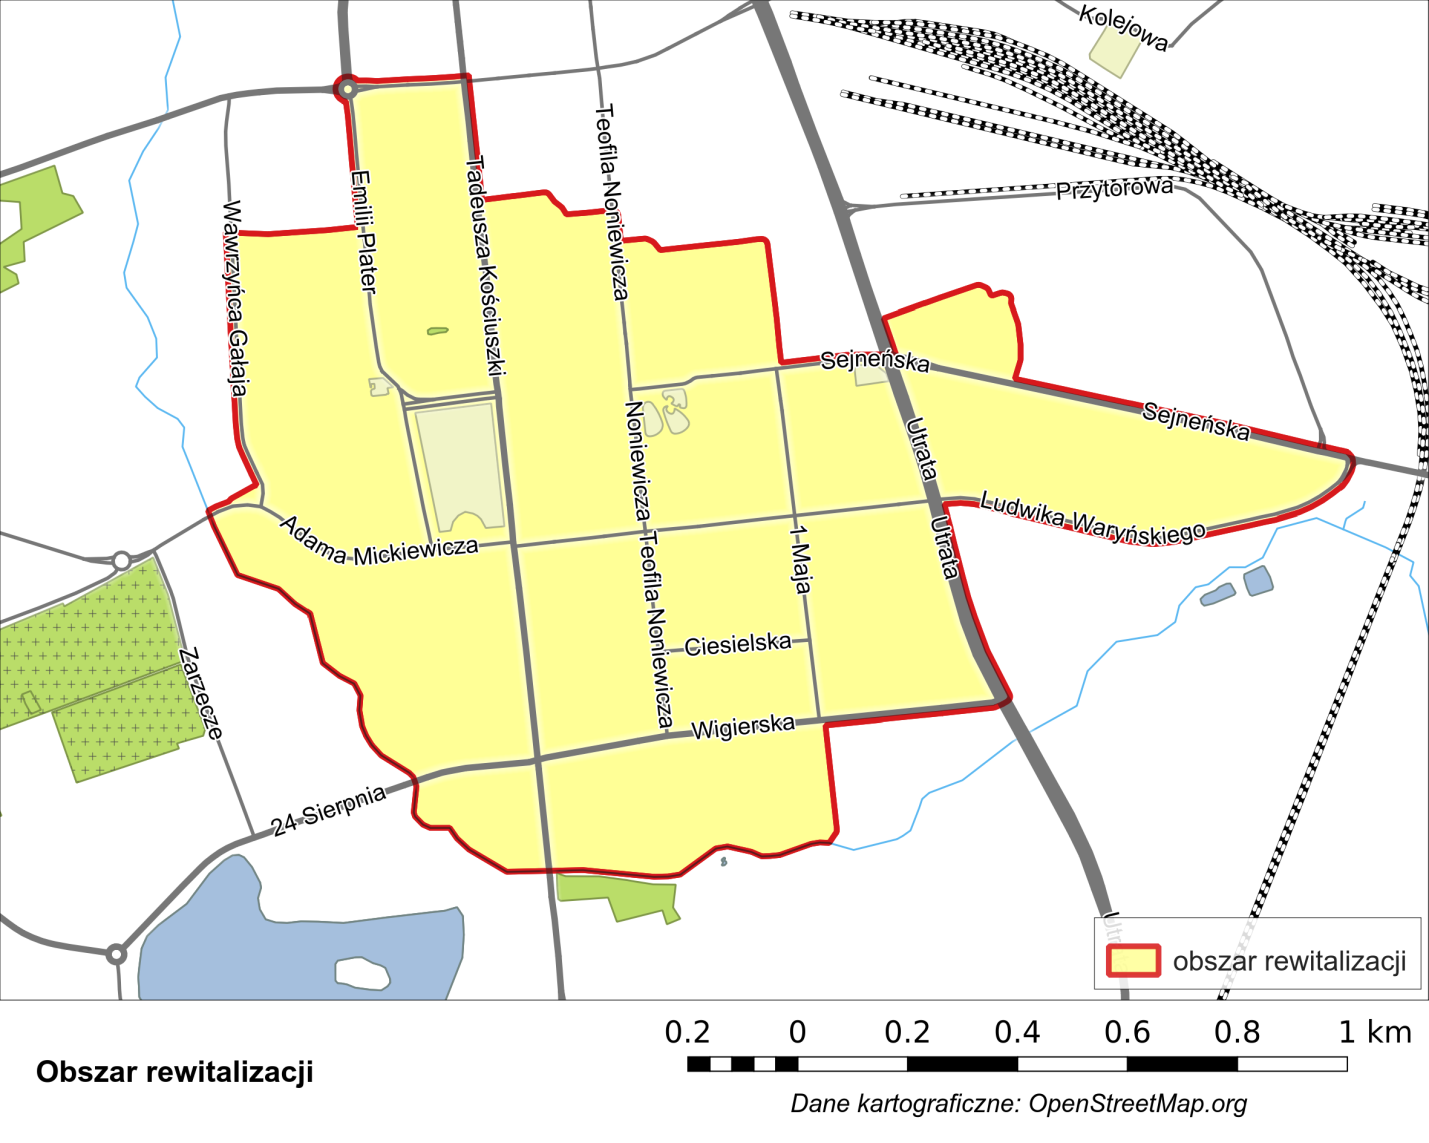 Kolejowa
Przytorowa
Teofila Noniewicza
Emilii Plater
Tadeusza Kościuszki
Wawrzyńca Gałaja
Sejneńska
Sejneńska
Noniewicza
Utrata
Ludwika Waryńskiego
Adama Mickiewicza
Utrata
1 Maja
Teofila Noniewicza
Ciesielska
Zarzecze
Wigierska
24 Sierpnia
obszar rewitalizacji
0.2 0 0.2 0.4 0.6 0.8 1 km
Obszar rewitalizacji
Dane kartograficzne: OpenStreetMap.org